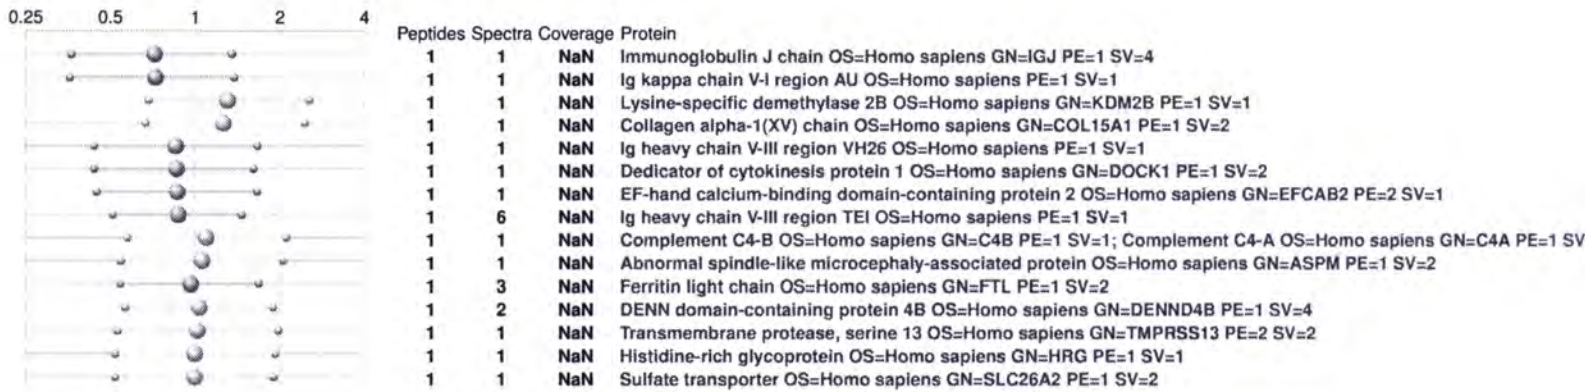 0.25 0.5 1 2 4
Peptides Spectra Coverage Protein
1 1 NaN Immunoglobulin J chain OS=Homo sapiens GN=IGJ PE=1 SV=4
1 1 NaN Ig kappa chain V-I region AU OS=Homo sapiens PE=1 SV=1
1 1 NaN Lysine-specific demethylase 2B OS=Homo sapiens GN=KDM2B PE=1 SV=1
1 1 NaN Collagen alpha-1(XV) chain OS=Homo sapiens GN=COL15A1 PE=1 SV=2
1 1 NaN Ig heavy chain V-III region VH26 OS=Homo sapiens PE=1 SV=1
1 1 NaN Dedicator of cytokinesis protein 1 OS=Homo sapiens GN=DOCK1 PE=1 SV=2
1 1 NaN EF-hand calcium-binding domain-containing protein 2 OS=Homo sapiens GN=EFCAB2 PE=2 SV=1
1 6 NaN Ig heavy chain V-III region TEI OS=Homo sapiens PE=1 SV=1
1 1 NaN Complement C4-B OS=Homo sapiens GN=C4B PE=1 SV=1; Complement C4-A OS=Homo sapiens GN=C4A PE=1 SV
1 1 NaN Abnormal spindle-like microcephaly-associated protein OS=Homo sapiens GN=ASPM PE=1 SV=2
1 3 NaN Ferritin light chain OS=Homo sapiens GN=FTL PE=1 SV=2
1 2 NaN DENN domain-containing protein 4B OS=Homo sapiens GN=DENND4B PE=1 SV=4
1 1 NaN Transmembrane protease, serine 13 OS=Homo sapiens GN=TMPRSS13 PE=2 SV=2
1 1 NaN Histidine-rich glycoprotein OS=Homo sapiens GN=HRG PE=1 SV=1
1 1 NaN Sulfate transporter OS=Homo sapiens GN=SLC26A2 PE=1 SV=2